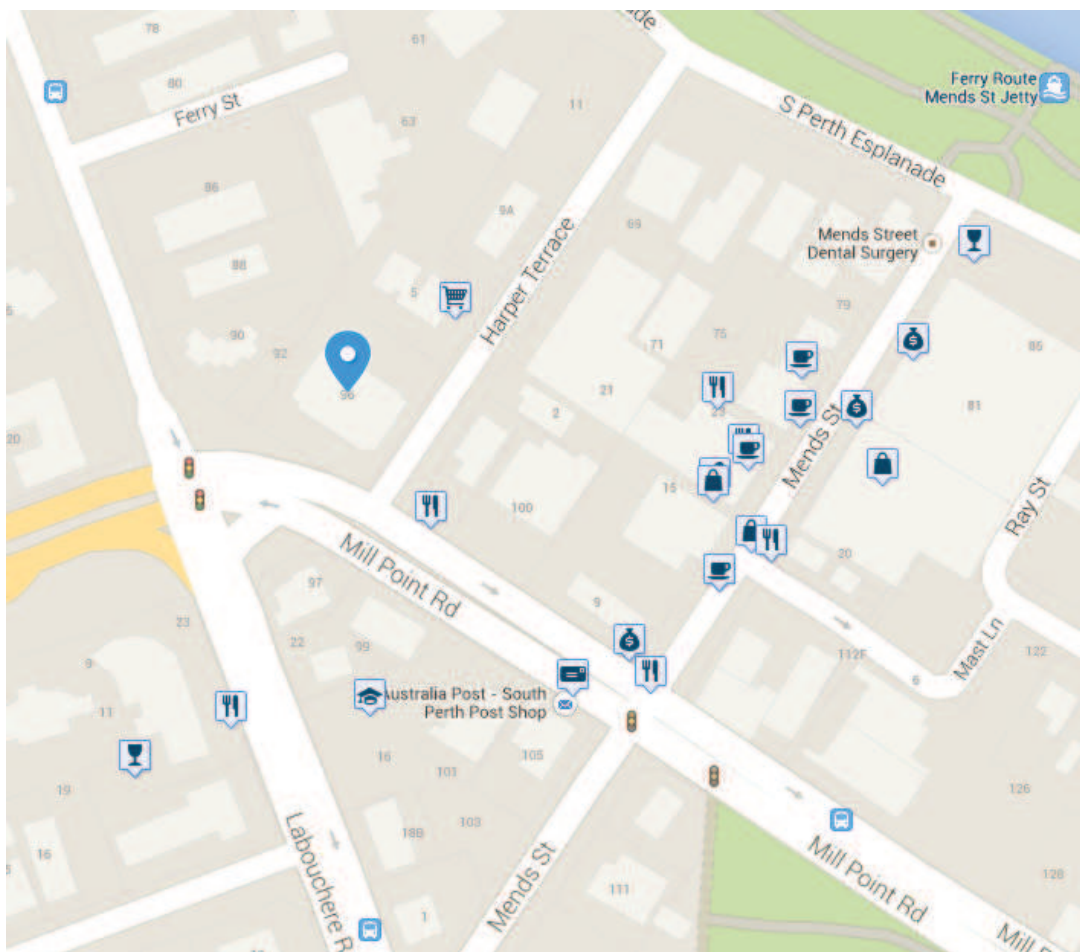 78
61
ade
80
Ferry St
63
11
Ferry Route
Mends St Jetty
S Perth Esplanade
86
9A
69
Mends Street
Dental Surgery
88
5
Harper Terrace
79
90
92
71
75
85
96
21
23
81
2
Mends St
20
15
100
Ray St
Mill Point Rd
20
97
9
23
22
99
Mast Ln
112F
122
6
9
Australia Post - South
Perth Post Shop
11
16
101
105
19
126
18B
103
Labouchere R
Mends St
Mill Point Rd
16
111
128
1
Mill